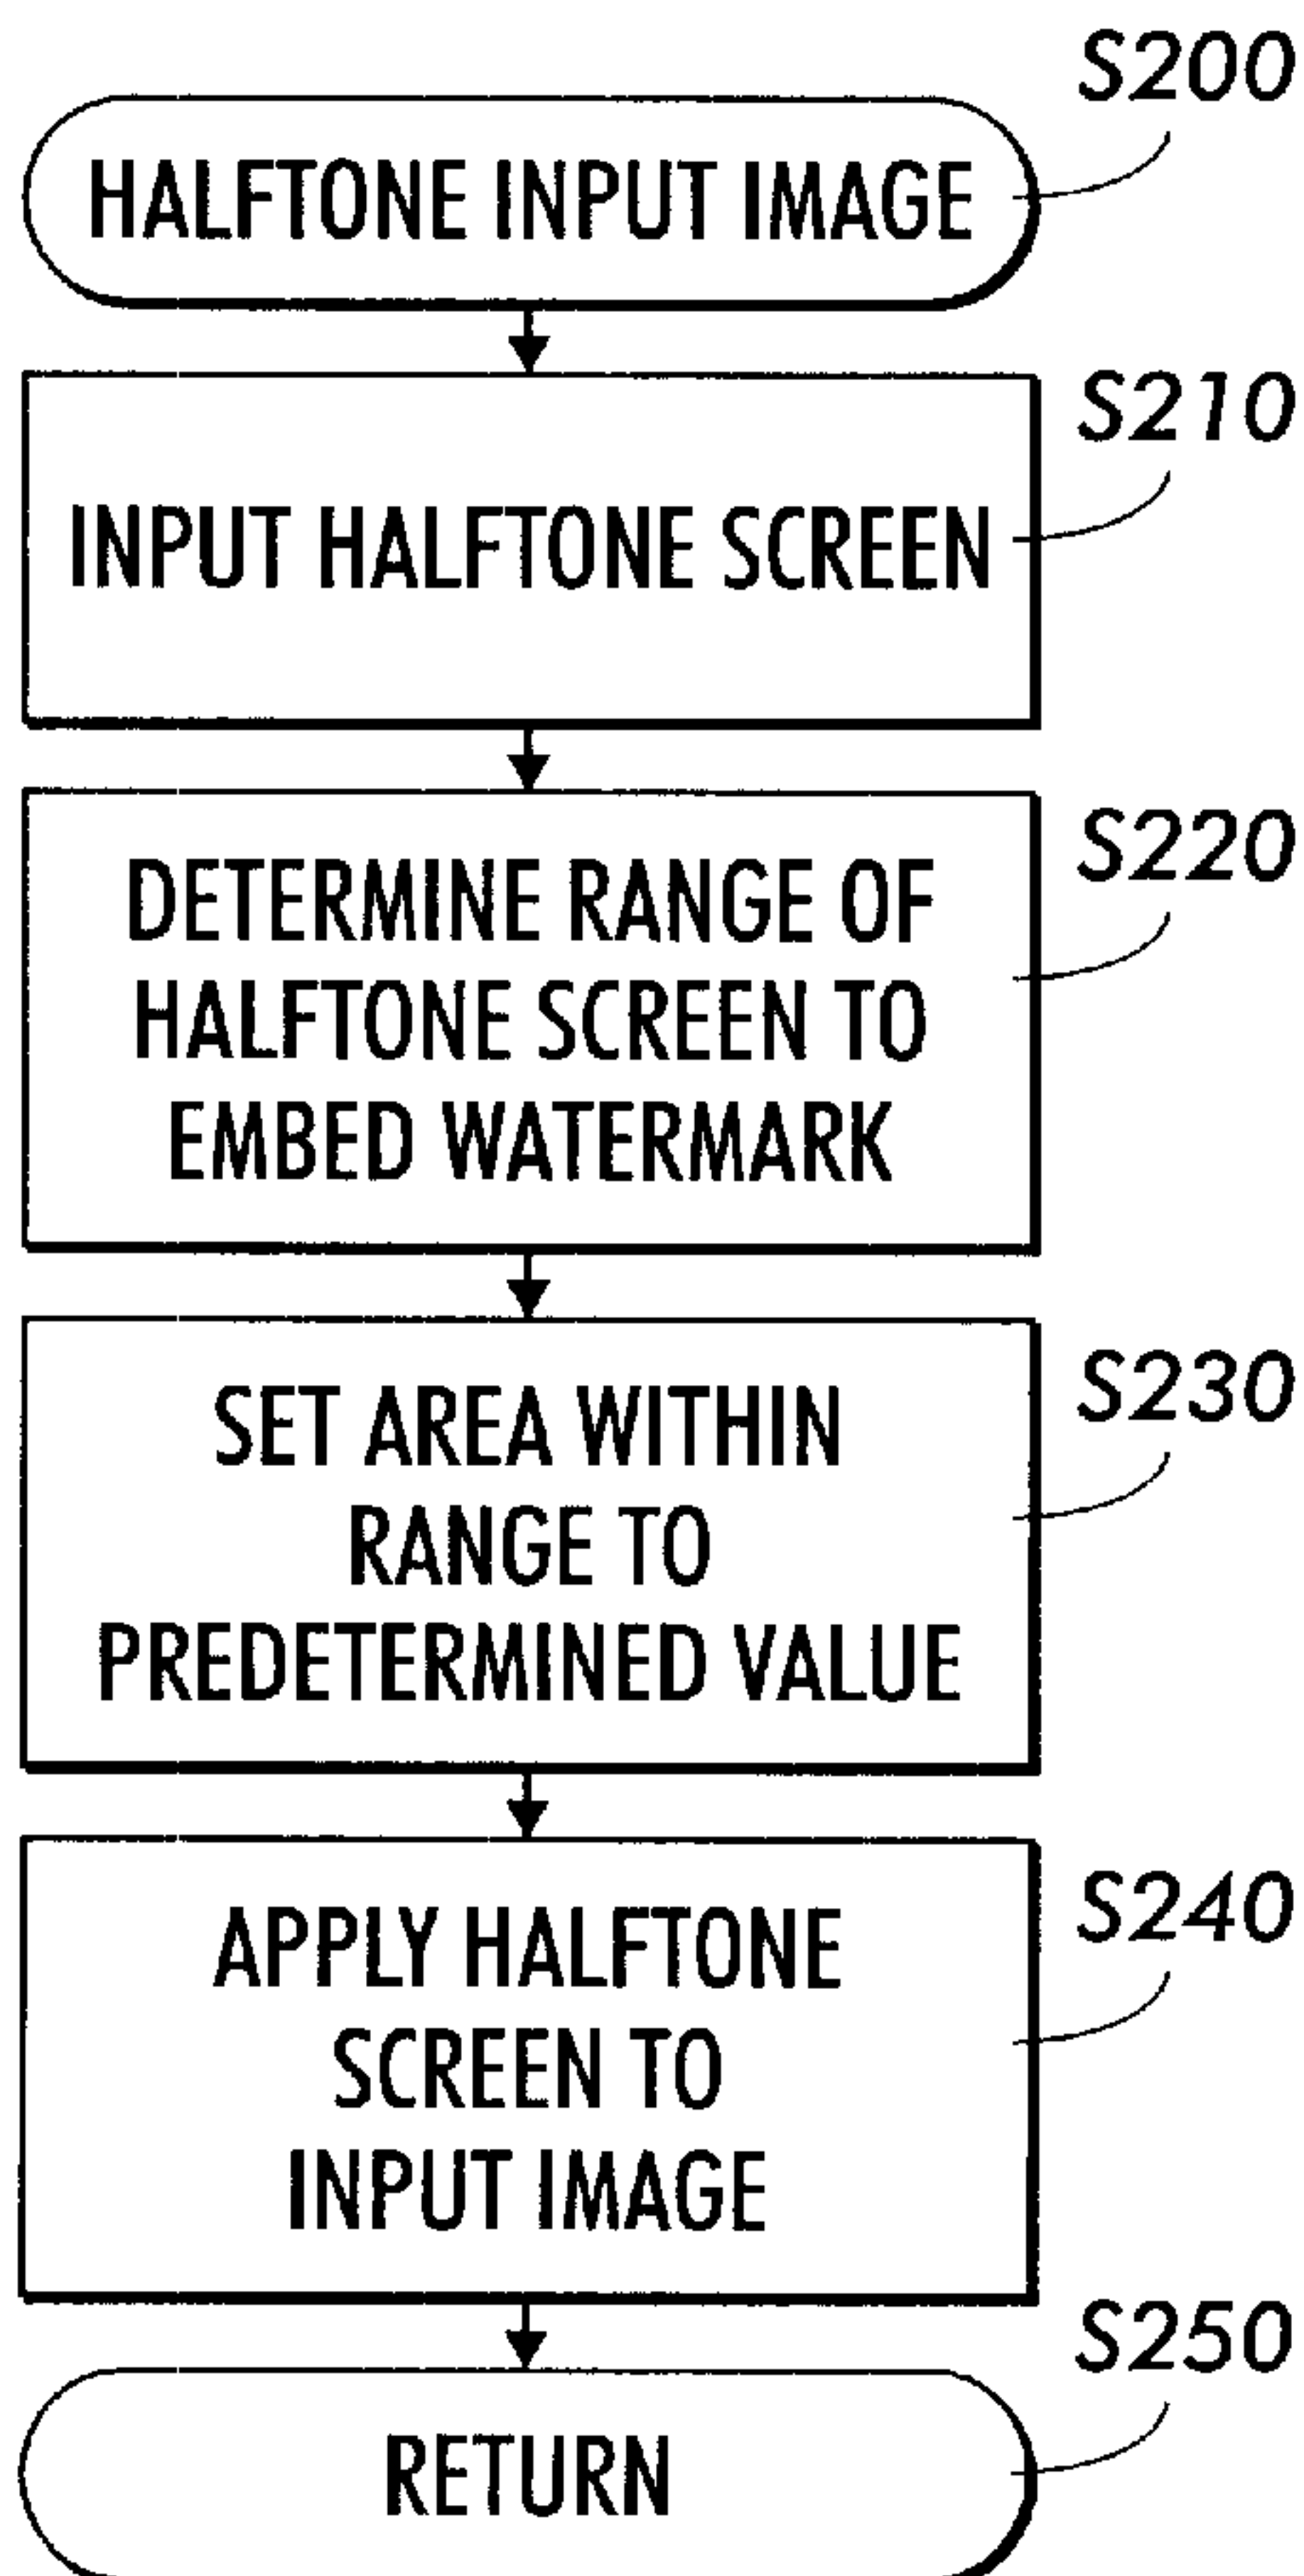 S200
HALFTONE INPUT IMAGE
S210
INPUT HALFTONE SCREEN
S220
DETERMINE RANGE OF
HALFTONE SCREEN TO
EMBED WATERMARK
S230
SET AREA WITHIN
RANGE TO
PREDETERMINED VALUE
S240
APPLY HALFTONE
SCREEN TO
INPUT IMAGE
S250
RETURN